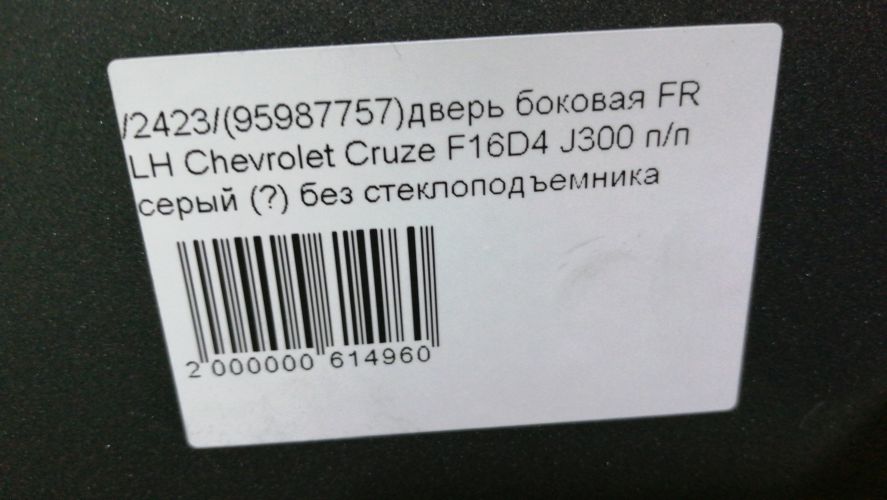 /2423/(95987757)дверь боковая FR
LH Chevrolet Cruze F16D4 J300 п/п
серый (?) без стеклоподъемника
2 000000 614960